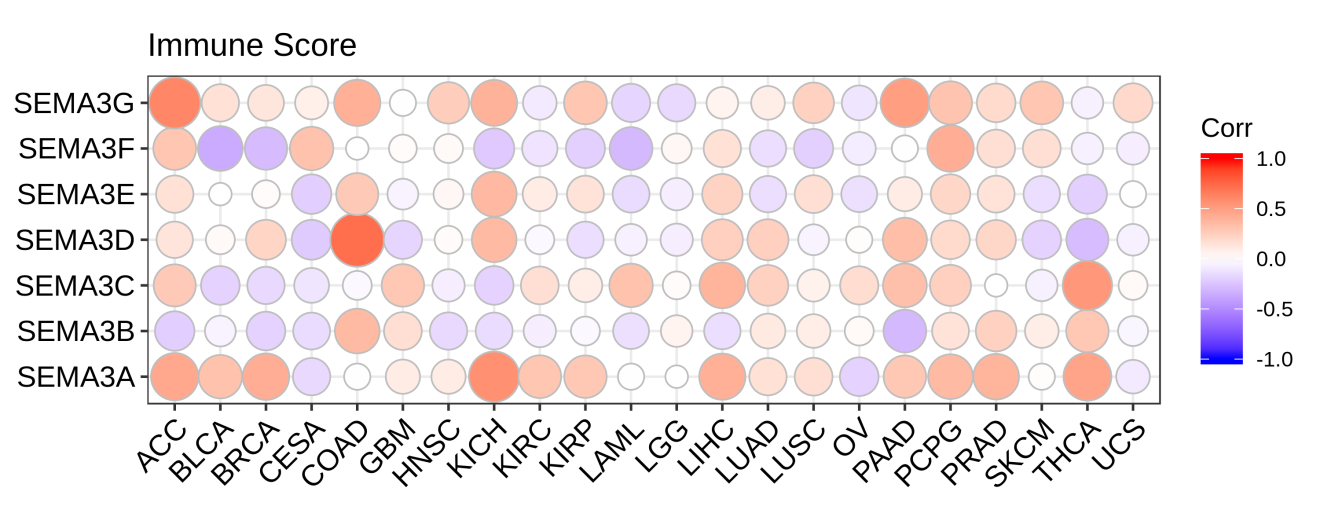 Immune Score
SEMA3G
SEMA3F
SEMA3E
SEMA3D
SEMA3C
SEMA3B
SEMA3A
ACC BLCA BRCA CESA COAD GBM HNSC KICH KIRC KIRP LAML LGG LIHC LUAD LUSC OV PAAD PCPG PRAD SKCM THCA UCS
Corr
1.0
0.5
0.0
-0.5
-1.0